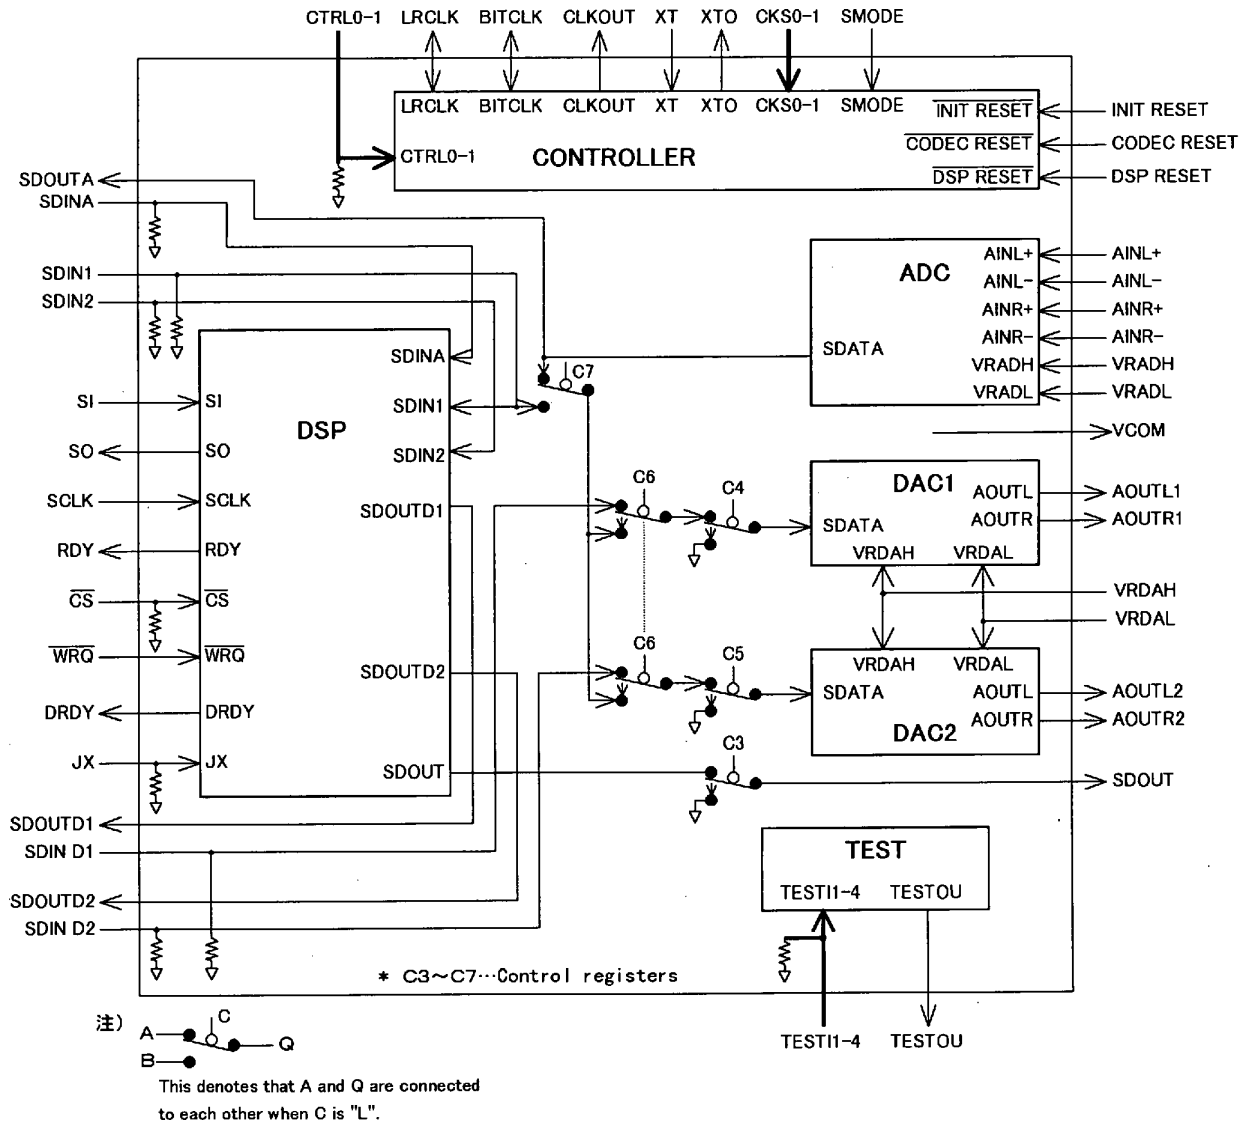 CTRL0-1 LRCLK BITCLK CLKOUT XT XTO CKS0-1 SMODE
LRCLK BITCLK CLKOUT XT XTO CKS0-1 SMODE
INIT RESET INIT RESET
CODEC RESET CODEC RESET
CTRL0-1 CONTROLLER
DSP RESET DSP RESET
SDOUTA
SDINA
ADC
AINL+ AINL+
SDIN1
AINL- AINL-
SDIN2
AINR+ AINR+
AINR- AINR-
SDATA
SDINA
VRADH VRADH
C7
VRADL VRADL
SI SI
SDIN1
DSP
VCOM
SO SO
SDIN2
C6 C4
DAC1
AOUTL AOUTL1
SCLK SCLK
SDOUTD1
SDATA
AOUTR AOUTR1
RDY RDY
VRDAH VRDAL
VRDAH
CS CS
VRDAL
C6 C5
WRQ WRQ
VRDAH VRDAL
SDOUTD2
SDATA
AOUTL AOUTL2
DRDY DRDY
AOUTR AOUTR2
DAC2
C3
JX JX
SDOUT
SDOUT
SDOUTD1
SDIN D1
TEST
TESTI1-4 TESTOU
SDOUTD2
SDIN D2
* C3~C7···Control registers
注)
C
A
Q
B
TESTI1-4 TESTOU
This denotes that A and Q are connected
to each other when C is "L".